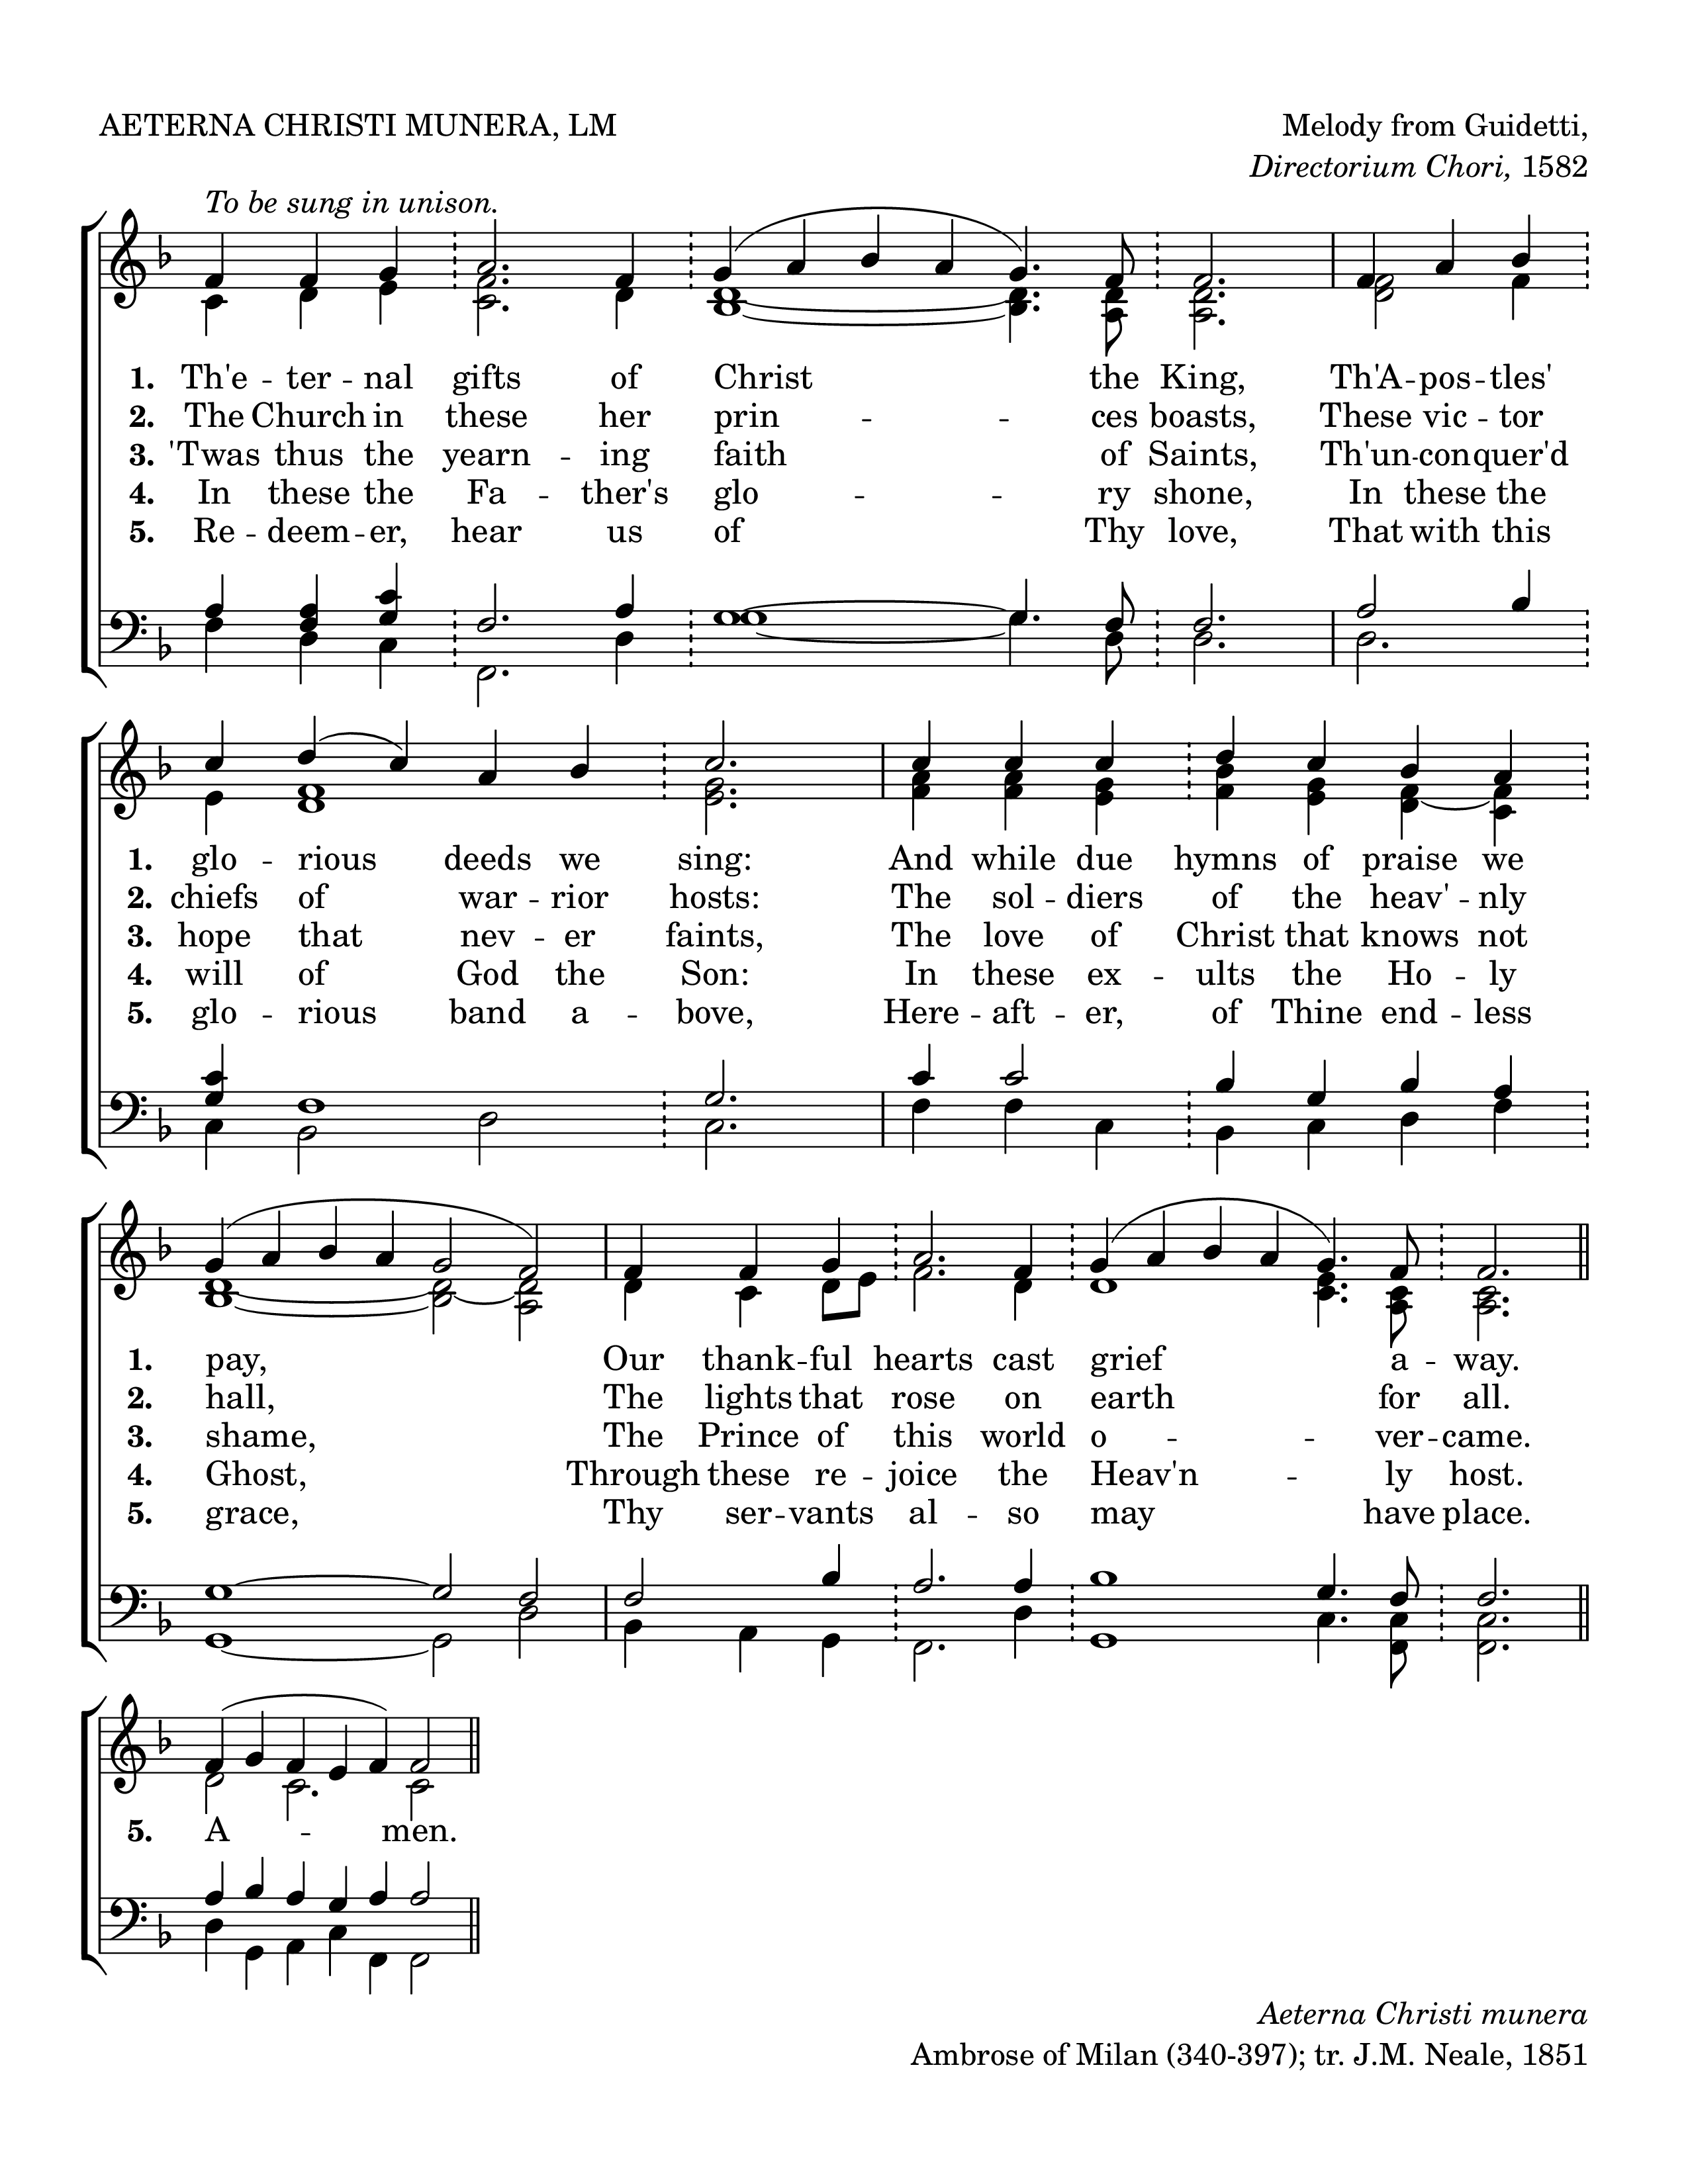 AETERNA CHRISTI MUNERA, LM
Melody from Guidetti,
Directorium Chori, 1582
To be sung in unison.
1. Th'e - ter - nal gifts of Christ the King, Th'A - pos - tles'
2. The Church in these her prin - - - ces boasts, These vic - tor
3. 'Twas thus the yearn - ing faith of Saints, Th'un - conquer'd
4. In these the Fa - ther's glo - - ry shone, In these the
5. Re - deem - er, hear us of Thy love, That with this
1. glo - rious deeds we sing: And while due hymns of praise we
2. chiefs of war - rior hosts: The sol - diers of the heav' - nly
3. hope that nev - er faints, The love of Christ that knows not
4. will of God the Son: In these ex - ults the Ho - ly
5. glo - rious band a - bove, Here - aft - er, of Thine end - less
1. pay, Our thank - ful hearts cast grief a - way.
2. hall, The lights that rose on earth for all.
3. shame, The Prince of this world o - - - ver - came.
4. Ghost, Through these re - joice the Heav'n - - ly host.
5. grace, Thy ser - vants al - so may have place.
5. A - men.
Aeterna Christi munera
Ambrose of Milan (340-397); tr. J.M. Neale, 1851